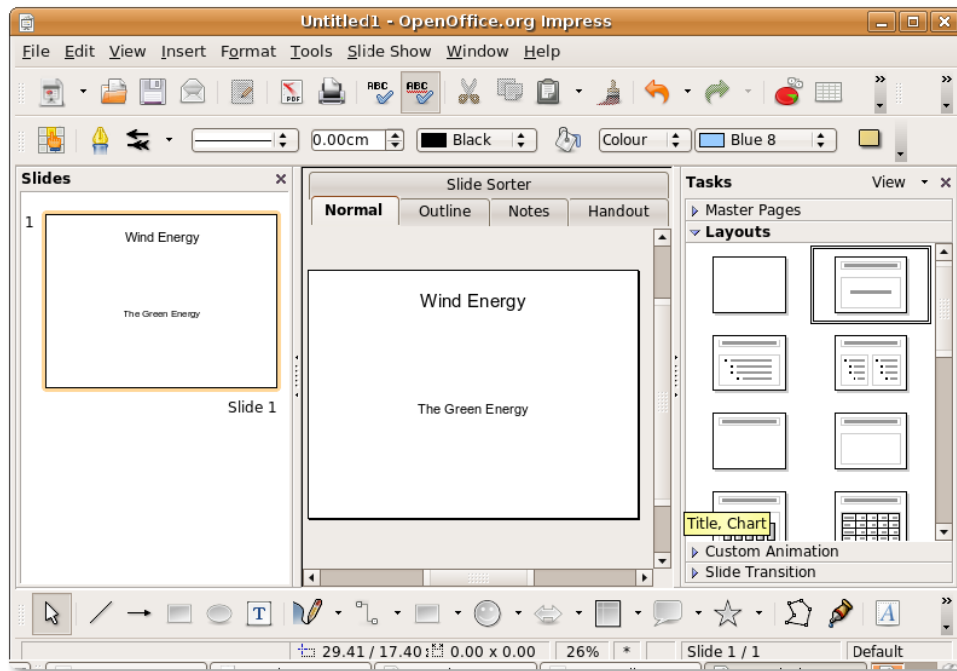 Untitled1 - OpenOffice.org Impress
File Edit View Insert Format Tools Slide Show Window Help
PDF ABC ABC
0.00cm Black Colour Blue 8
Slides
1
Wind Energy
The Green Energy
Slide 1
Slide Sorter
Normal Outline Notes Handout
Wind Energy
The Green Energy
Tasks View
Master Pages
Layouts
Title, Chart
Custom Animation
Slide Transition
T A
29.41 / 17.40 0.00 x 0.00 26% * Slide 1 / 1 Default